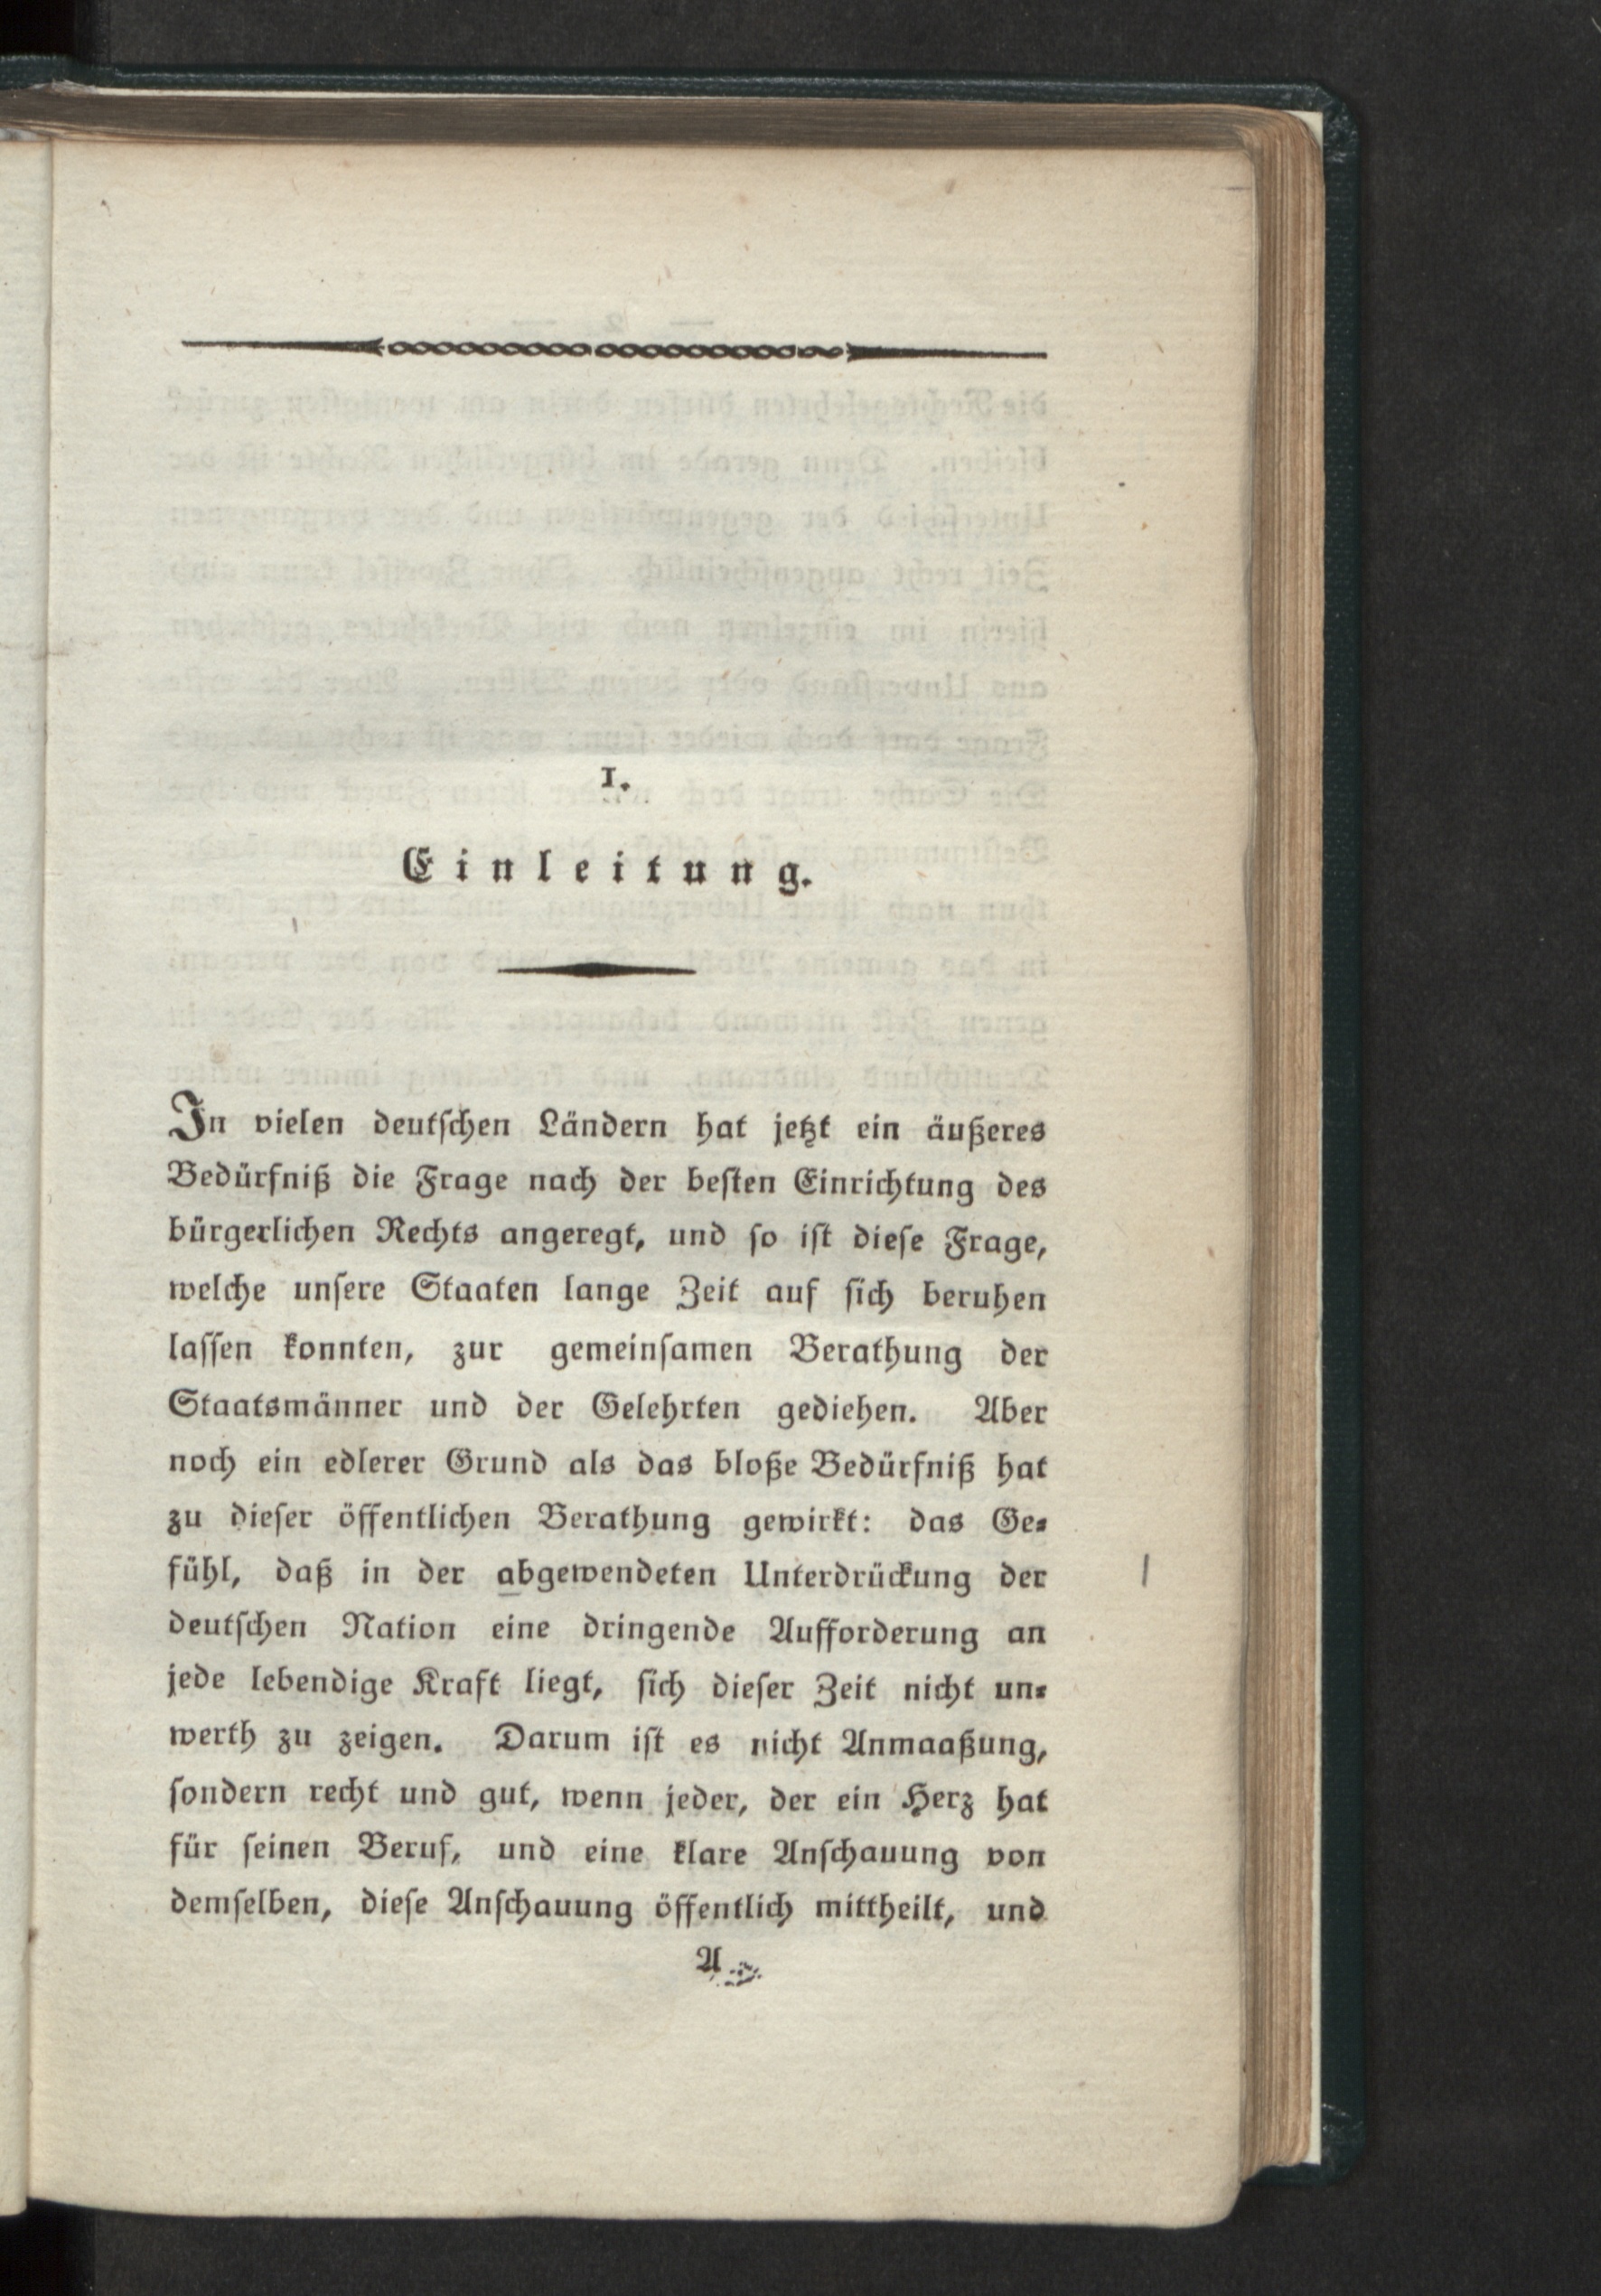 1.
Einleitung.
In vielen deutschen Ländern hat jetzt ein äußeres
Bedürfniß die Frage nach der besten Einrichtung des
bürgerlichen Rechts angeregt, und so ist diese Frage,
welche unsere Staaten lange Zeit auf sich beruhen
lassen konnten, zur gemeinsamen Berathung der
Staatsmänner und der Gelehrten gediehen. Aber
noch ein edlerer Grund als das bloße Bedürfniß hat
zu dieser öffentlichen Berathung gewirkt: das Ge-
fühl, daß in der abgewendeten Unterdrückung der
deutschen Nation eine dringende Aufforderung an
jede lebendige Kraft liegt, sich dieser Zeit nicht un-
werth zu zeigen. Darum ist es nicht Anmaaßung,
sondern recht und gut, wenn jeder, der ein Herz hat
für seinen Beruf, und eine klare Anschauung von
demselben, diese Anschauung öffentlich mittheilt, und
A